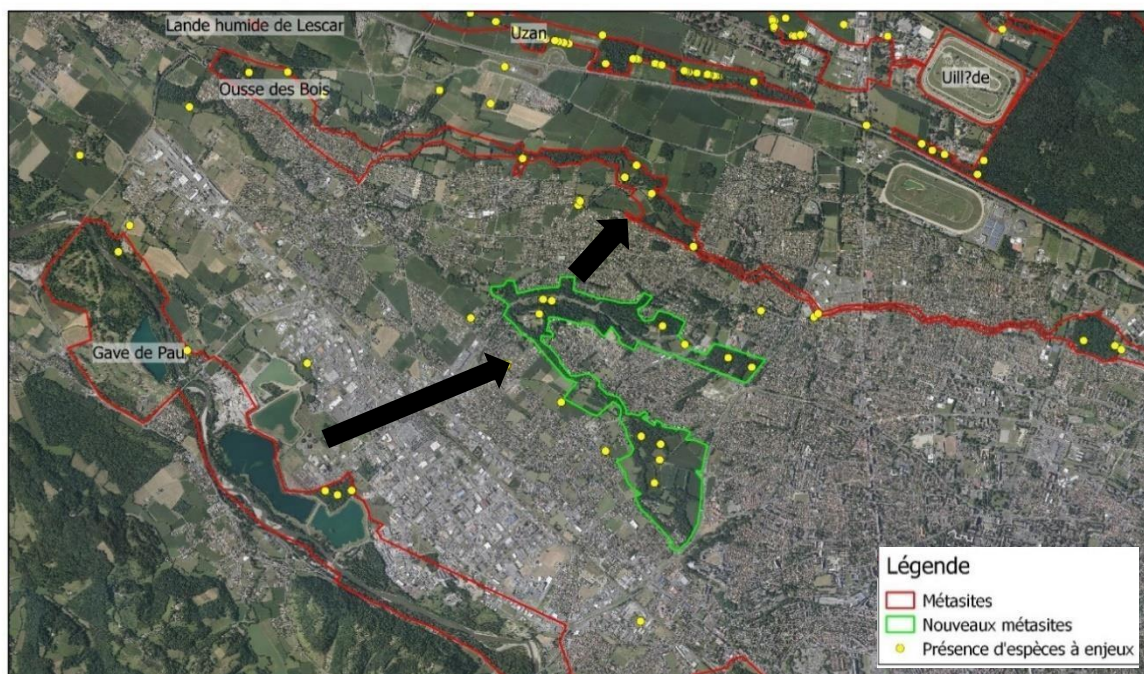 Lande humide de Lescar
Uzan
Ousse des Bois
Uill?de
Gave de Pau
Légende
Métasites
Nouveaux métasites
Présence d'espèces à enjeux